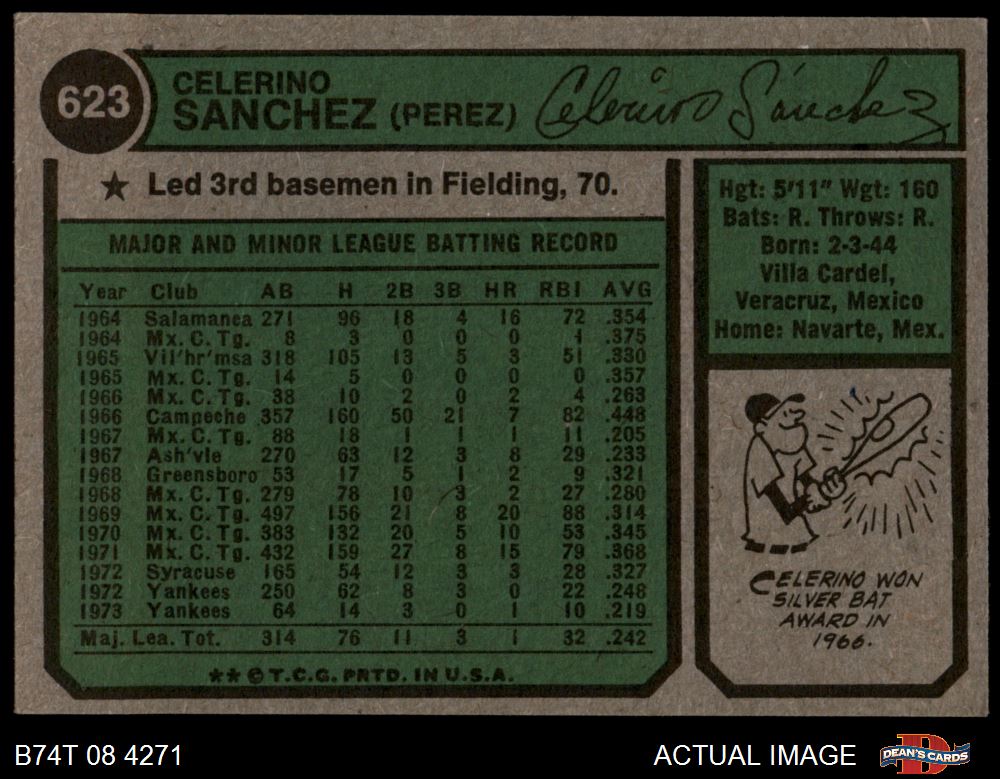 623
CELERINO
SANCHEZ (PEREZ)
Celerino Sánchez
★ Led 3rd basemen in Fielding, 70.
MAJOR AND MINOR LEAGUE BATTING RECORD
Year Club AB H 2B 3B HR RBI AVG
1964 Salamanca 271 96 18 4 16 72 .354
1964 Mx. C. Tg. 8 3 0 0 0 1 .375
1965 Vil'hr'msa 318 105 13 5 3 51 .330
1965 Mx. C. Tg. 14 5 0 0 0 0 .357
1966 Mx. C. Tg. 38 10 2 0 2 4 .263
1966 Campeche 357 160 50 21 7 82 .448
1967 Mx. C. Tg. 88 18 1 1 1 11 .205
1967 Ash'vle 270 63 12 3 8 29 .233
1968 Greensboro 53 17 5 1 2 9 .321
1968 Mx. C. Tg. 279 78 10 3 2 27 .280
1969 Mx. C. Tg. 497 156 21 8 20 88 .314
1970 Mx. C. Tg. 383 132 20 5 10 53 .345
1971 Mx. C. Tg. 432 159 27 8 15 79 .368
1972 Syracuse 165 54 12 3 3 28 .327
1972 Yankees 250 62 8 3 0 22 .248
1973 Yankees 64 14 3 0 1 10 .219
Maj. Lea. Tot. 314 76 11 3 1 32 .242
** © T.C.G. PRTD. IN U.S.A.
Hgt: 5'11" Wgt: 160
Bats: R. Throws: R.
Born: 2-3-44
Villa Cardel,
Veracruz, Mexico
Home: Navarte, Mex.
CELERINO WON
SILVER BAT
AWARD IN
1966.
B74T 08 4271
ACTUAL IMAGE
DEAN'S CARDS